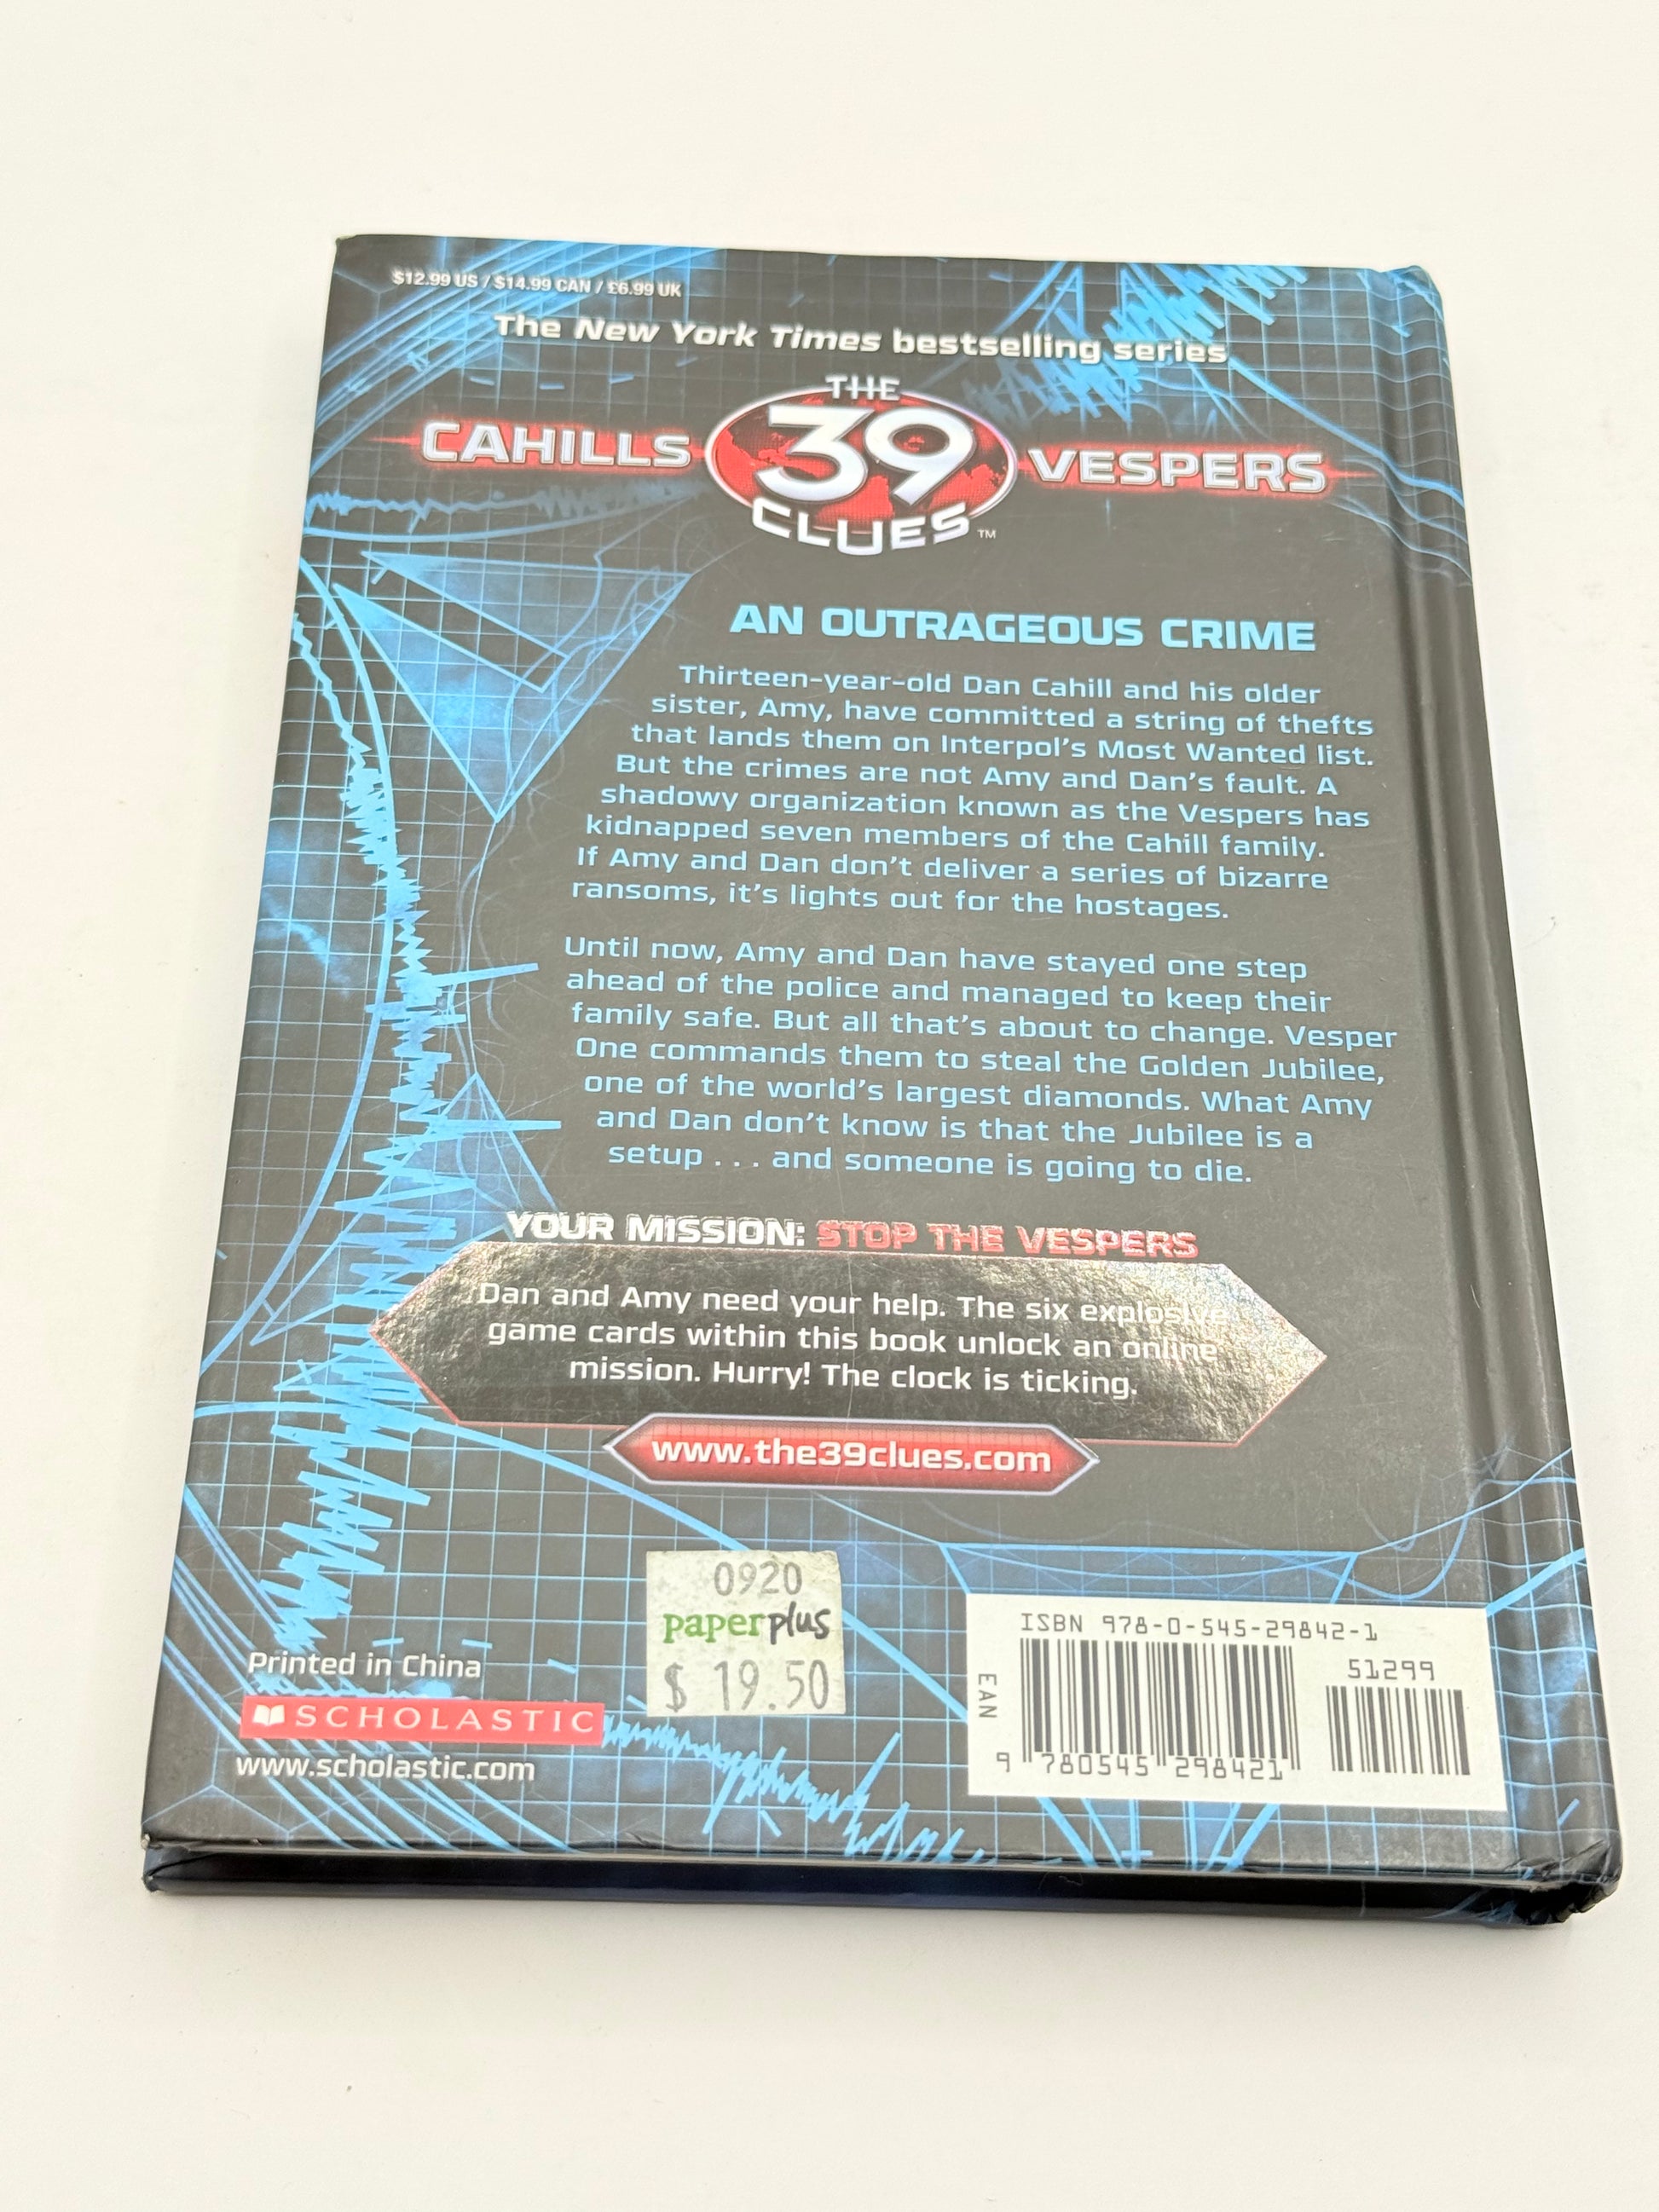 $12.99 US / $14.99 CAN / £6.99 UK
The New York Times bestselling series
THE
CAHILLS 39 VESPERS
CLUES™
AN OUTRAGEOUS CRIME
Thirteen-year-old Dan Cahill and his older
sister, Amy, have committed a string of thefts
that lands them on Interpol's Most Wanted list.
But the crimes are not Amy and Dan's fault. A
shadowy organization known as the Vespers has
kidnapped seven members of the Cahill family.
If Amy and Dan don't deliver a series of bizarre
ransoms, it's lights out for the hostages.
Until now, Amy and Dan have stayed one step
ahead of the police and managed to keep their
family safe. But all that's about to change. Vesper
One commands them to steal the Golden Jubilee,
one of the world's largest diamonds. What Amy
and Dan don't know is that the Jubilee is a
setup . . . and someone is going to die.
YOUR MISSION: STOP THE VESPERS
Dan and Amy need your help. The six explosive
game cards within this book unlock an online
mission. Hurry! The clock is ticking.
www.the39clues.com
0920
paperplus
$ 19.50
Printed in China
SCHOLASTIC
www.scholastic.com
ISBN 978-0-545-29842-1
51299
EAN
9 780545 298421